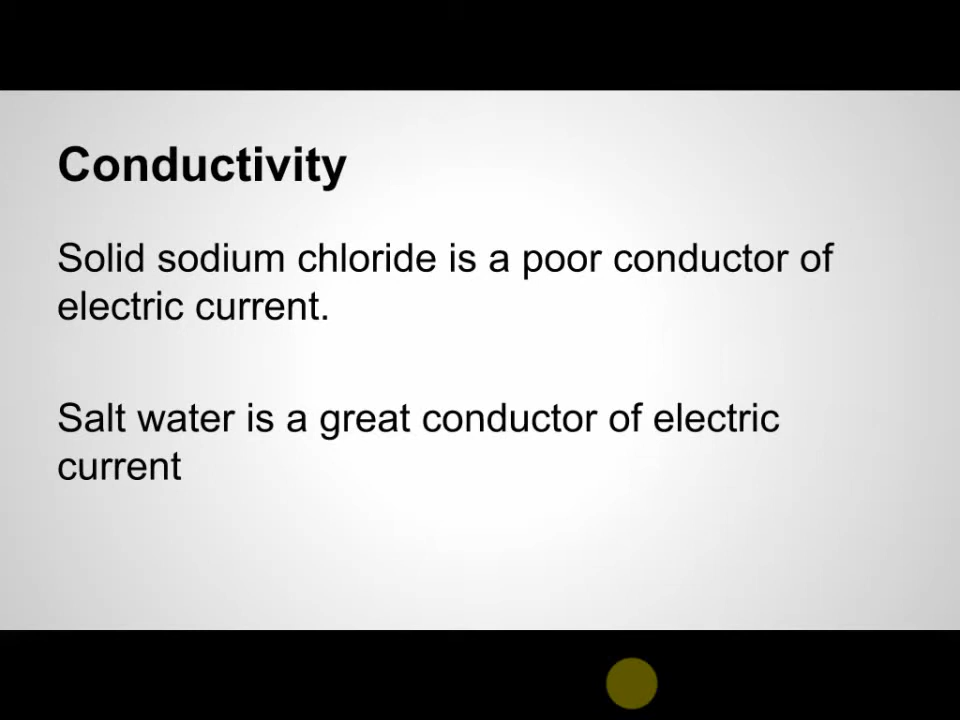 Conductivity
Solid sodium chloride is a poor conductor of
electric current.
Salt water is a great conductor of electric
current